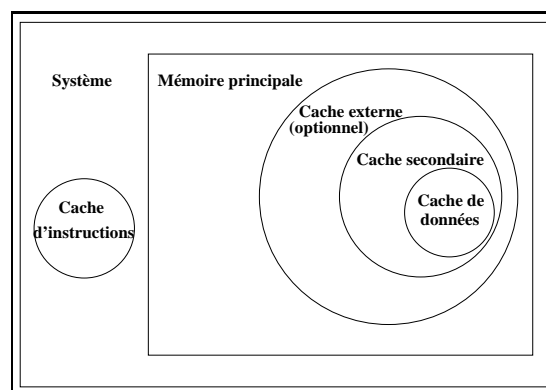 Système
Mémoire principale
Cache externe
(optionnel)
Cache secondaire
Cache de
données
Cache
d'instructions